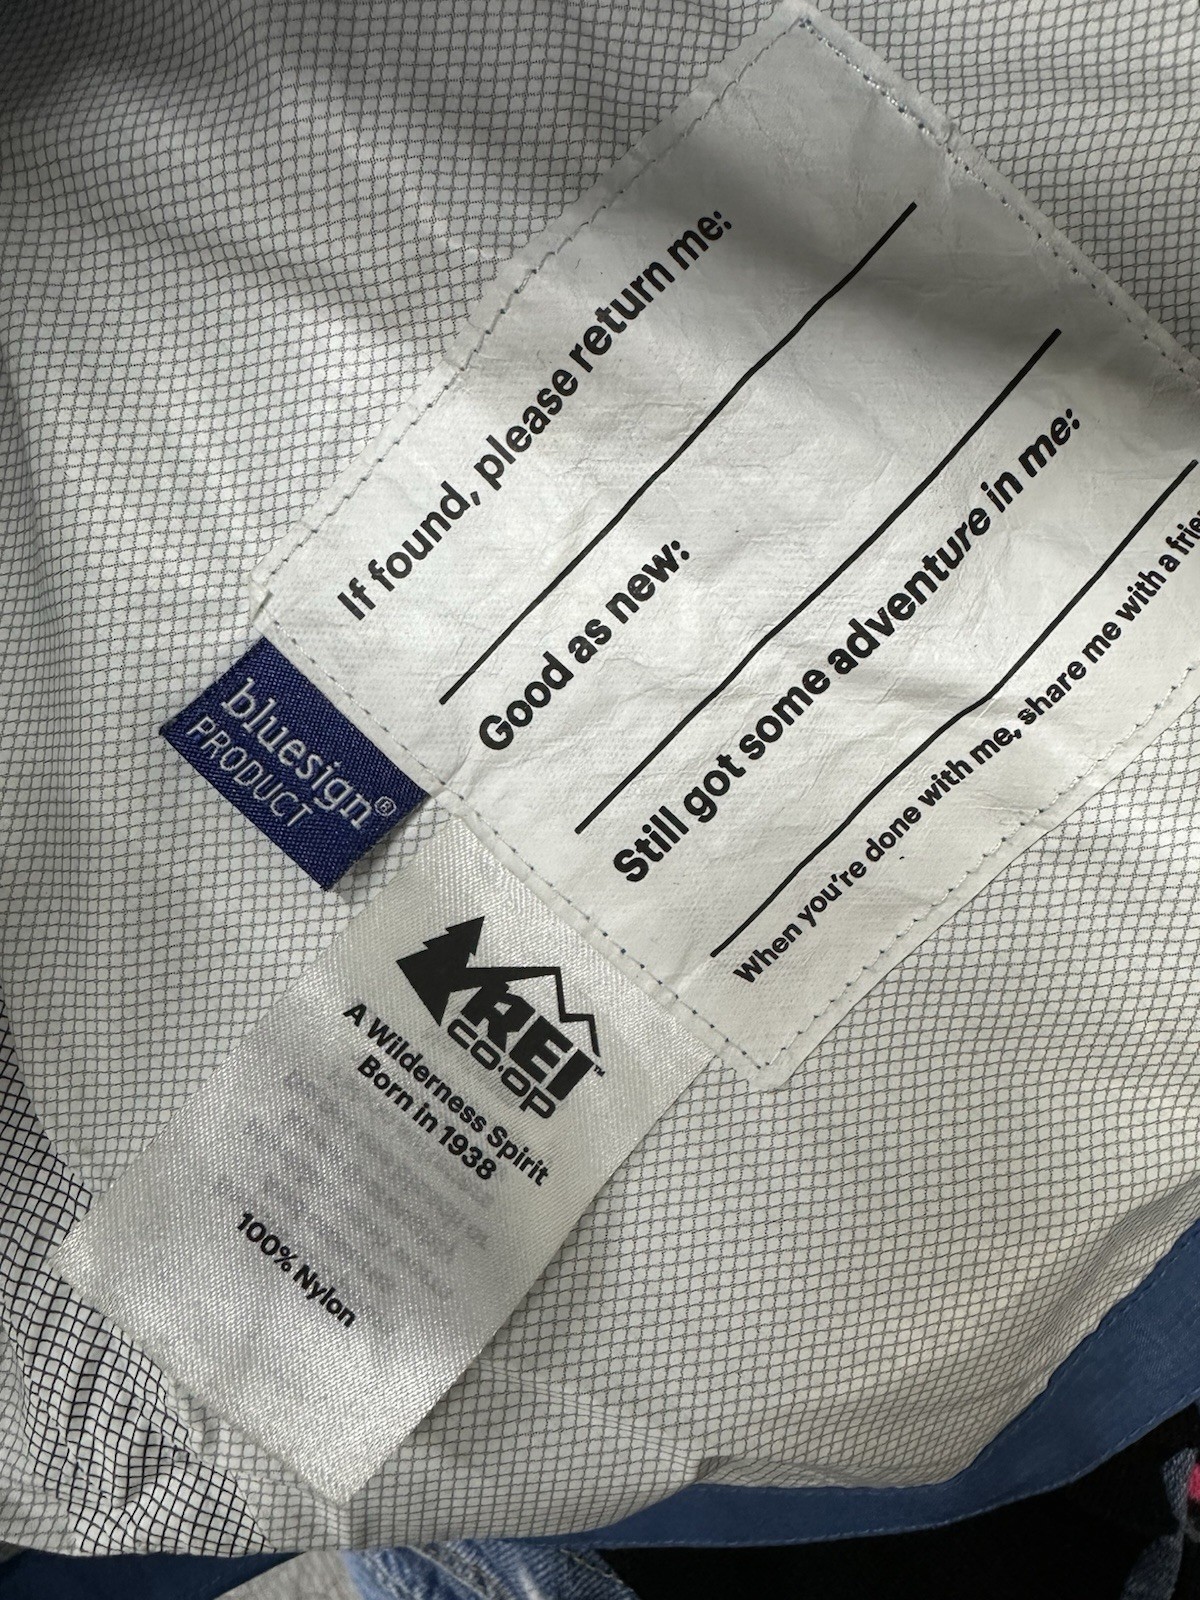 If found, please return me:
Good as new:
Still got some adventure in me:
When you're done with me, share me with a
bluesign®
PRODUCT
REI™
CO·OP
A Wilderness Spirit
Born in 1938
100% Nylon